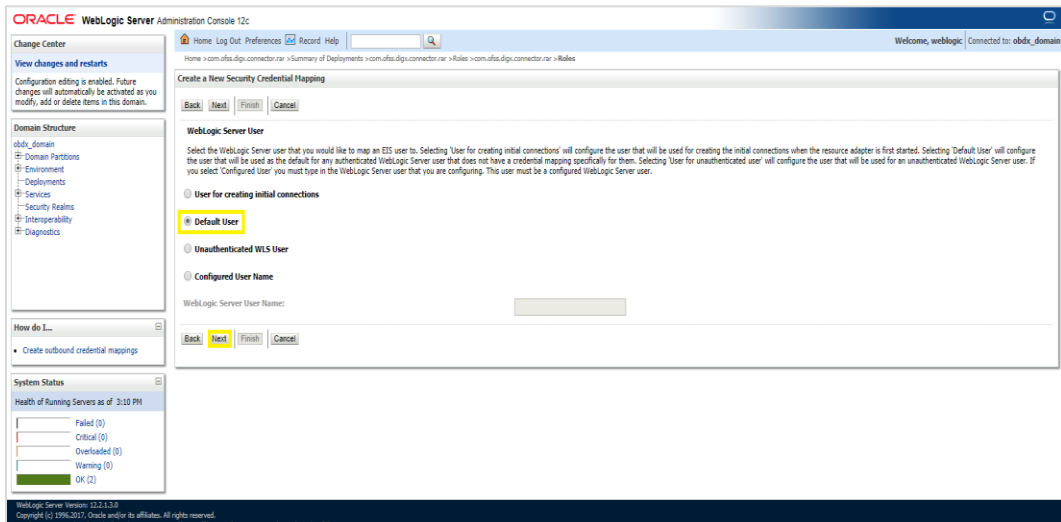 ORACLE WebLogic Server Administration Console 12c
Change Center
View changes and restarts
Configuration editing is enabled. Future
changes will automatically be activated as you
modify, add or delete items in this domain.
Domain Structure
obdx_domain
Domain Partitions
Environment
Deployments
Services
Security Realms
Interoperability
Diagnostics
How do I...
Create outbound credential mappings
System Status
Health of Running Servers as of 3:10 PM
Failed (0)
Critical (0)
Overloaded (0)
Warning (0)
OK (2)
Home Log Out Preferences Record Help
Welcome, weblogic Connected to: obdx_domain
Home >com.ofss.digx.connector.rar >Summary of Deployments >com.ofss.digx.connector.rar >Roles >com.ofss.digx.connector.rar >Roles
Create a New Security Credential Mapping
Back Next Finish Cancel
WebLogic Server User
Select the WebLogic Server user that you would like to map an EIS user to. Selecting 'User for creating initial connections' will configure the user that will be used for creating the initial connections when the resource adapter is first started. Selecting 'Default User' will configure
the user that will be used as the default for any authenticated WebLogic Server user that does not have a credential mapping specifically for them. Selecting 'User for unauthenticated user' will configure the user that will be used for an unauthenticated WebLogic Server user. If
you select 'Configured User' you must type in the WebLogic Server user that you are configuring. This user must be a configured WebLogic Server user.
User for creating initial connections
Default User
Unauthenticated WLS User
Configured User Name
WebLogic Server User Name:
Back Next Finish Cancel
WebLogic Server Version: 12.2.1.3.0
Copyright (c) 1996,2017, Oracle and/or its affiliates. All rights reserved.